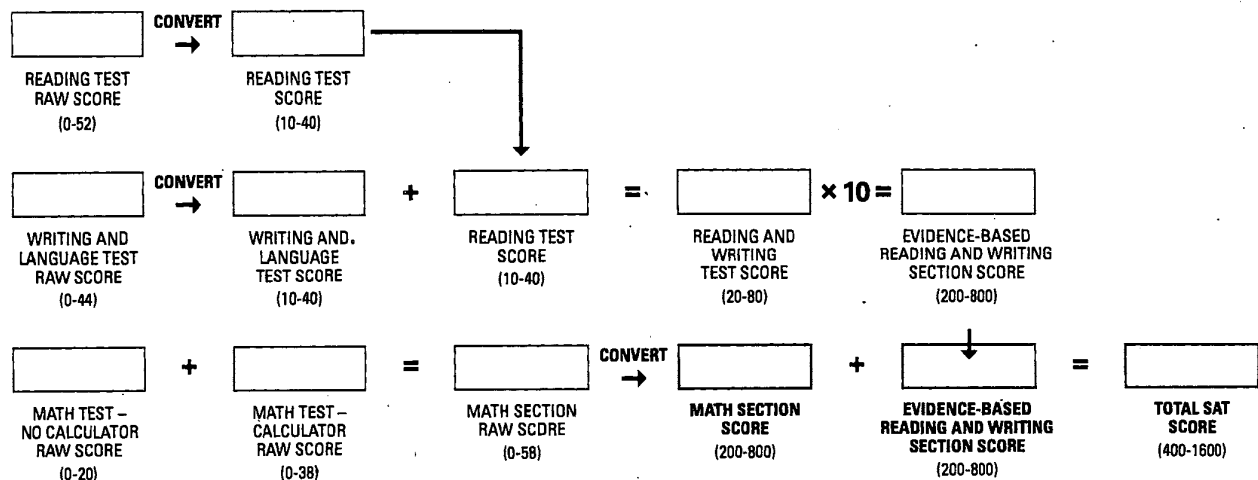 CONVERT
→
READING TEST
RAW SCORE
(0-52)
READING TEST
SCORE
(10-40)
CONVERT
→
+
=
× 10 =
WRITING AND
LANGUAGE TEST
RAW SCORE
(0-44)
WRITING AND.
LANGUAGE
TEST SCORE
(10-40)
READING TEST
SCORE
(10-40)
READING AND
WRITING
TEST SCORE
(20-80)
EVIDENCE-BASED
READING AND WRITING
SECTION SCORE
(200-800)
+
=
CONVERT
→
+
=
MATH TEST –
NO CALCULATOR
RAW SCORE
(0-20)
MATH TEST –
CALCULATOR
RAW SCORE
(0-38)
MATH SECTION
RAW SCORE
(0-58)
MATH SECTION
SCORE
(200-800)
EVIDENCE-BASED
READING AND WRITING
SECTION SCORE
(200-800)
TOTAL SAT
SCORE
(400-1600)